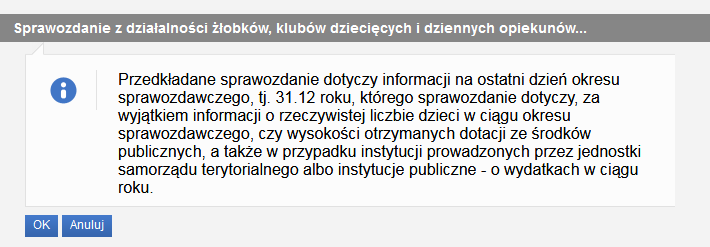 Sprawozdanie z działalności żłobków, klubów dziecięcych i dziennych opiekunów...
Przedkładane sprawozdanie dotyczy informacji na ostatni dzień okresu
sprawozdawczego, tj. 31.12 roku, którego sprawozdanie dotyczy, za
wyjątkiem informacji o rzeczywistej liczbie dzieci w ciągu okresu
sprawozdawczego, czy wysokości otrzymanych dotacji ze środków
publicznych, a także w przypadku instytucji prowadzonych przez jednostki
samorządu terytorialnego albo instytucje publiczne - o wydatkach w ciągu
roku.
OK Anuluj